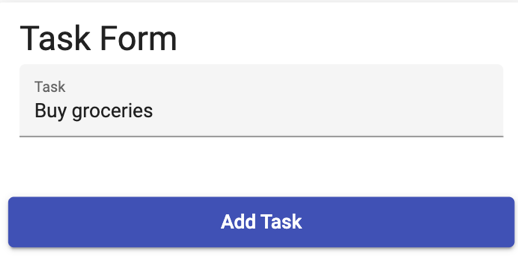 Task Form
Task
Buy groceries
Add Task